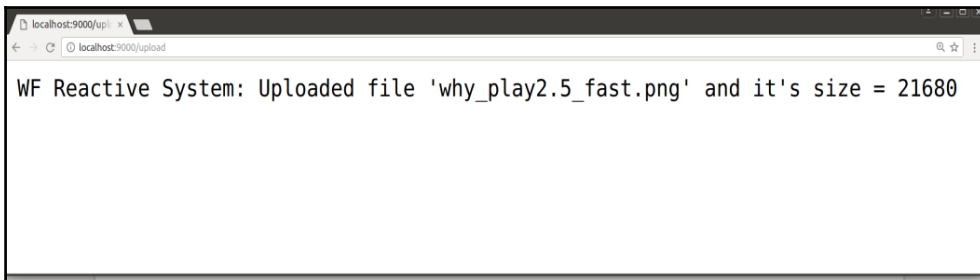 localhost:9000/upl
localhost:9000/upload
WF Reactive System: Uploaded file 'why_play2.5_fast.png' and it's size = 21680